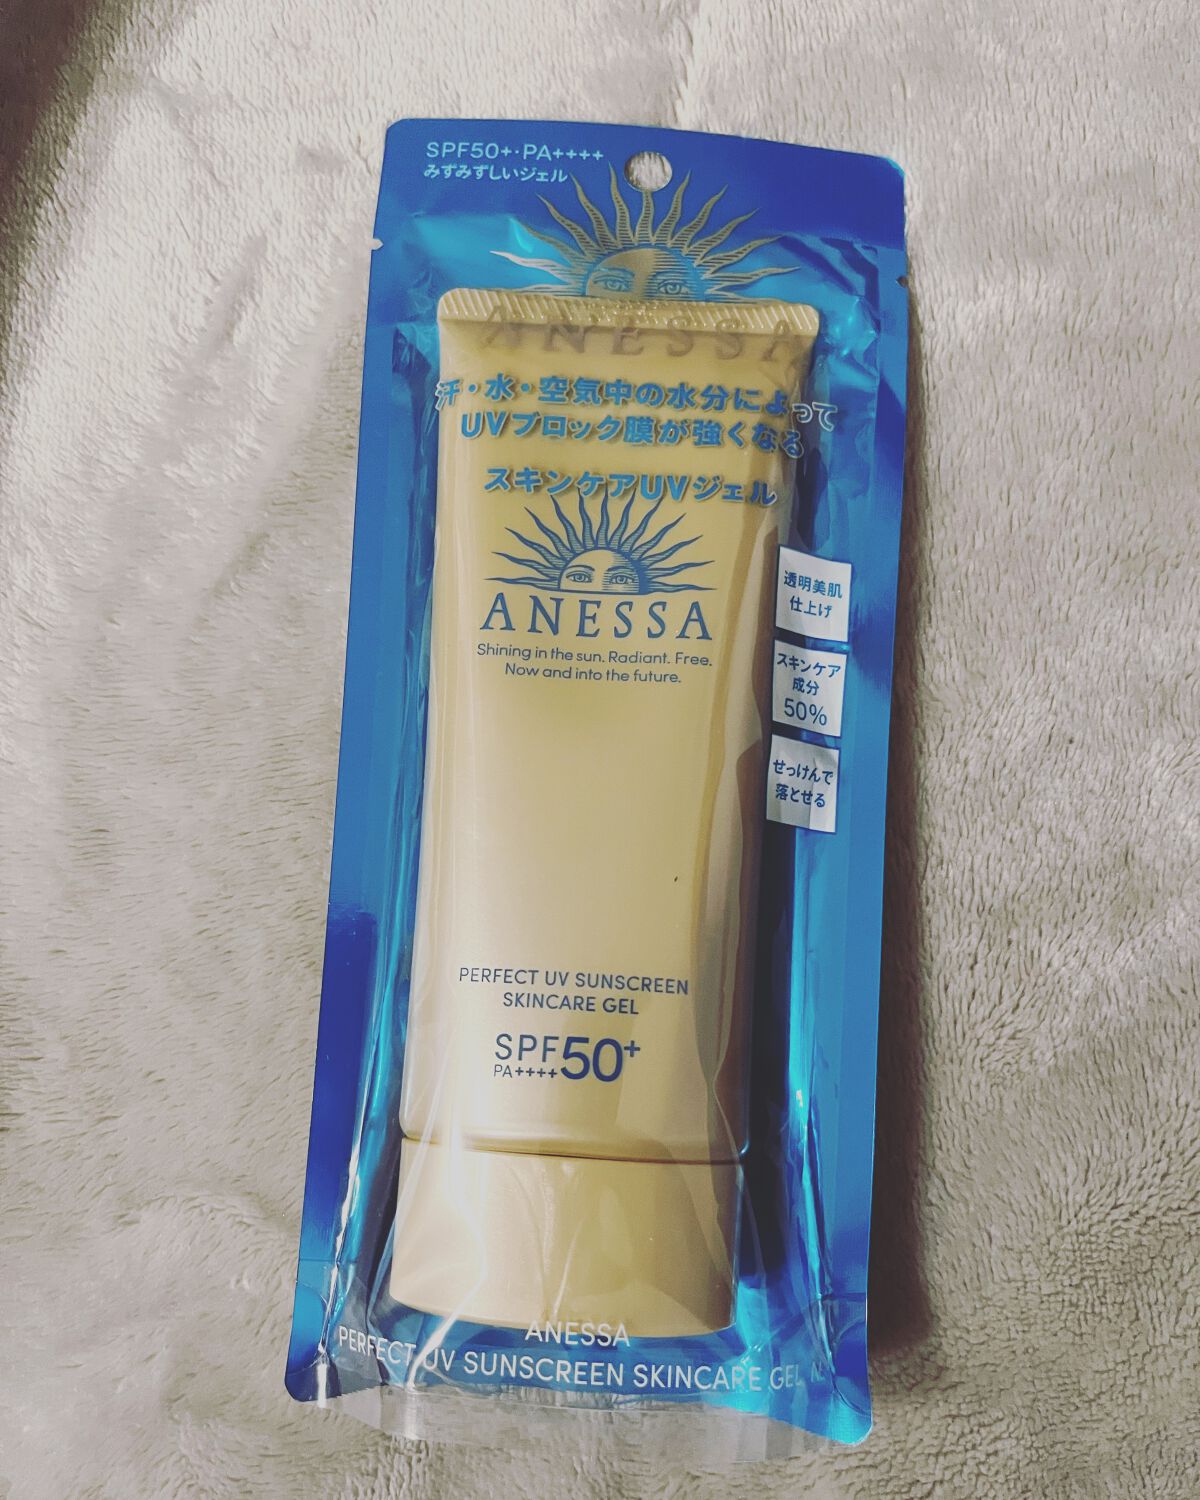 SPF50+·PA++++
みずみずしいジェル
ANESSA
汗・水・空気中の水分によって
UVブロック膜が強くなる
スキンケアUVジェル
ANESSA
Shining in the sun. Radiant. Free.
Now and into the future.
透明美肌
仕上げ
スキンケア
成分
50%
せっけんで
落とせる
PERFECT UV SUNSCREEN
SKINCARE GEL
SPF50+
PA++++
ANESSA
PERFECT UV SUNSCREEN SKINCARE GEL N